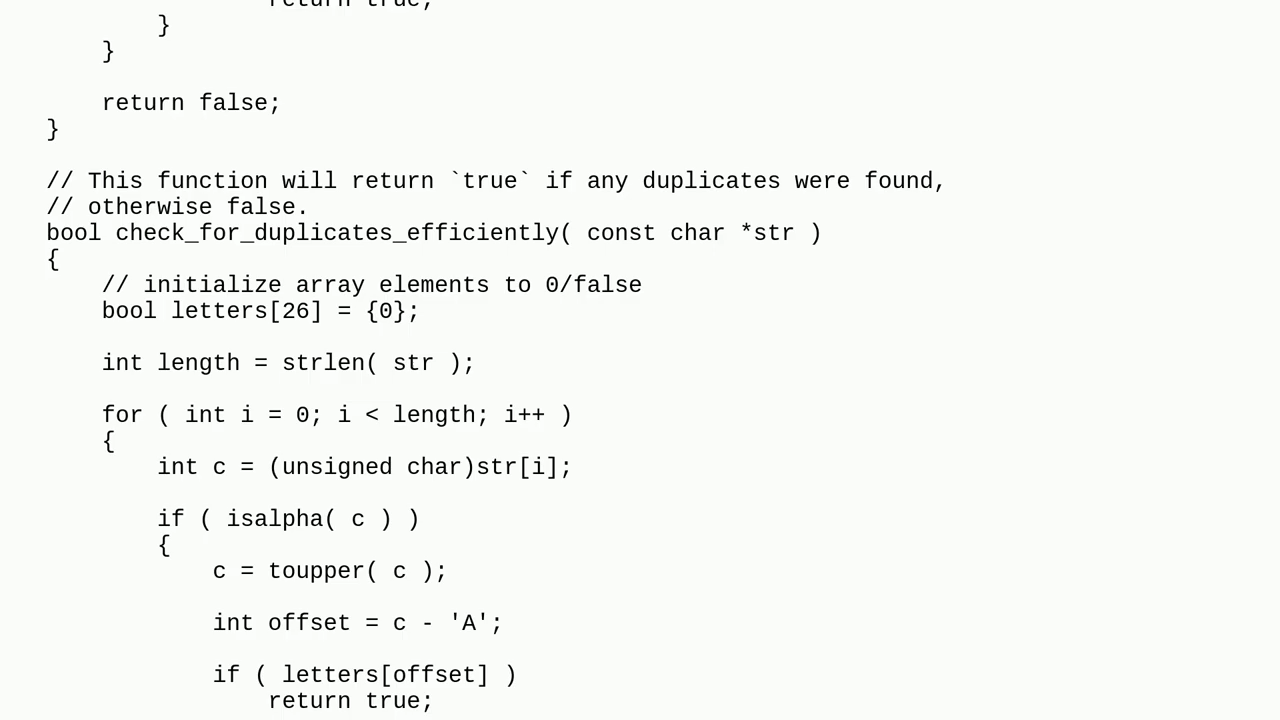 return true;
}
}
return false;
}
// This function will return `true` if any duplicates were found,
// otherwise false.
bool check_for_duplicates_efficiently( const char *str )
{
// initialize array elements to 0/false
bool letters[26] = {0};
int length = strlen( str );
for ( int i = 0; i < length; i++ )
{
int c = (unsigned char)str[i];
if ( isalpha( c ) )
{
c = toupper( c );
int offset = c - 'A';
if ( letters[offset] )
return true;